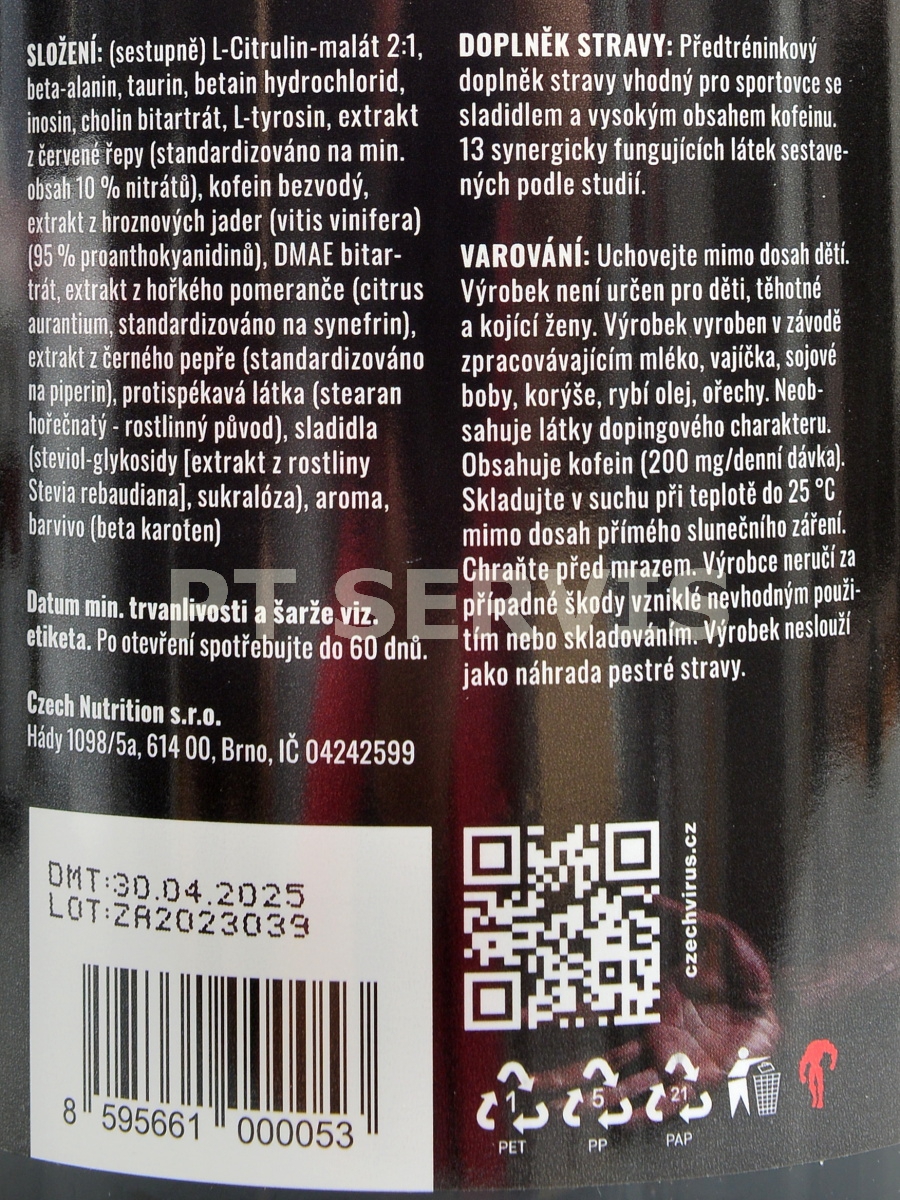 SLOŽENÍ: (sestupně) L-Citrulin-malát 2:1,
beta-alanin, taurin, betain hydrochlorid,
inosin, cholin bitartrát, L-tyrosin, extrakt
z červené řepy (standardizováno na min.
obsah 10 % nitrátů), kofein bezvodý,
extrakt z hroznových jader (vitis vinifera)
(95 % proanthokyanidinů), DMAE bitar-
trát, extrakt z hořkého pomeranče (citrus
aurantium, standardizováno na synefrin),
extrakt z černého pepře (standardizováno
na piperin), protispékavá látka (stearan
hořečnatý - rostlinný původ), sladidla
(steviol-glykosidy [extrakt z rostliny
Stevia rebaudiana], sukralóza), aroma,
barvivo (beta karoten)
Datum min. trvanlivosti a šarže viz.
etiketa. Po otevření spotřebujte do 60 dnů.
Czech Nutrition s.r.o.
Hády 1098/5a, 614 00, Brno, IČ 04242599
DMT:30.04.2025
LOT:ZA2023039
8 595661 000053
DOPLNĚK STRAVY: Předtréninkový
doplněk stravy vhodný pro sportovce se
sladidlem a vysokým obsahem kofeinu.
13 synergicky fungujících látek sestave-
ných podle studií.
VAROVÁNÍ: Uchovejte mimo dosah dětí.
Výrobek není určen pro děti, těhotné
a kojící ženy. Výrobek vyroben v závodě
zpracovávajícím mléko, vajíčka, sojové
boby, korýše, rybí olej, ořechy. Neob-
sahuje látky dopingového charakteru.
Obsahuje kofein (200 mg/denní dávka).
Skladujte v suchu při teplotě do 25 °C
mimo dosah přímého slunečního záření.
Chraňte před mrazem. Výrobce neručí za
případné škody vzniklé nevhodným použi-
tím nebo skladováním. Výrobek neslouží
jako náhrada pestré stravy.
czechvirus.cz
1 5 21
PET PP PAP
PT SERVIS